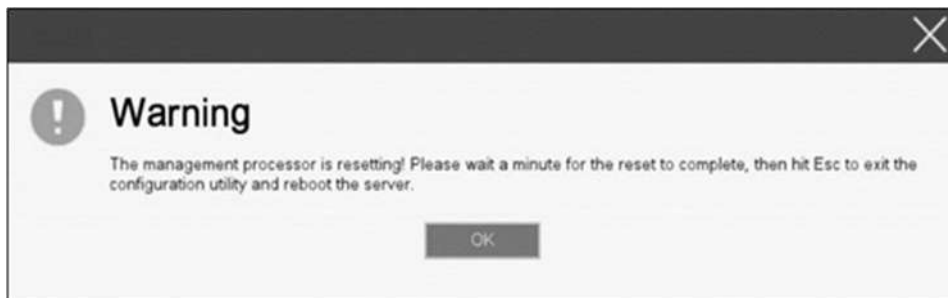 Warning
The management processor is resetting! Please wait a minute for the reset to complete, then hit Esc to exit the
configuration utility and reboot the server.
OK